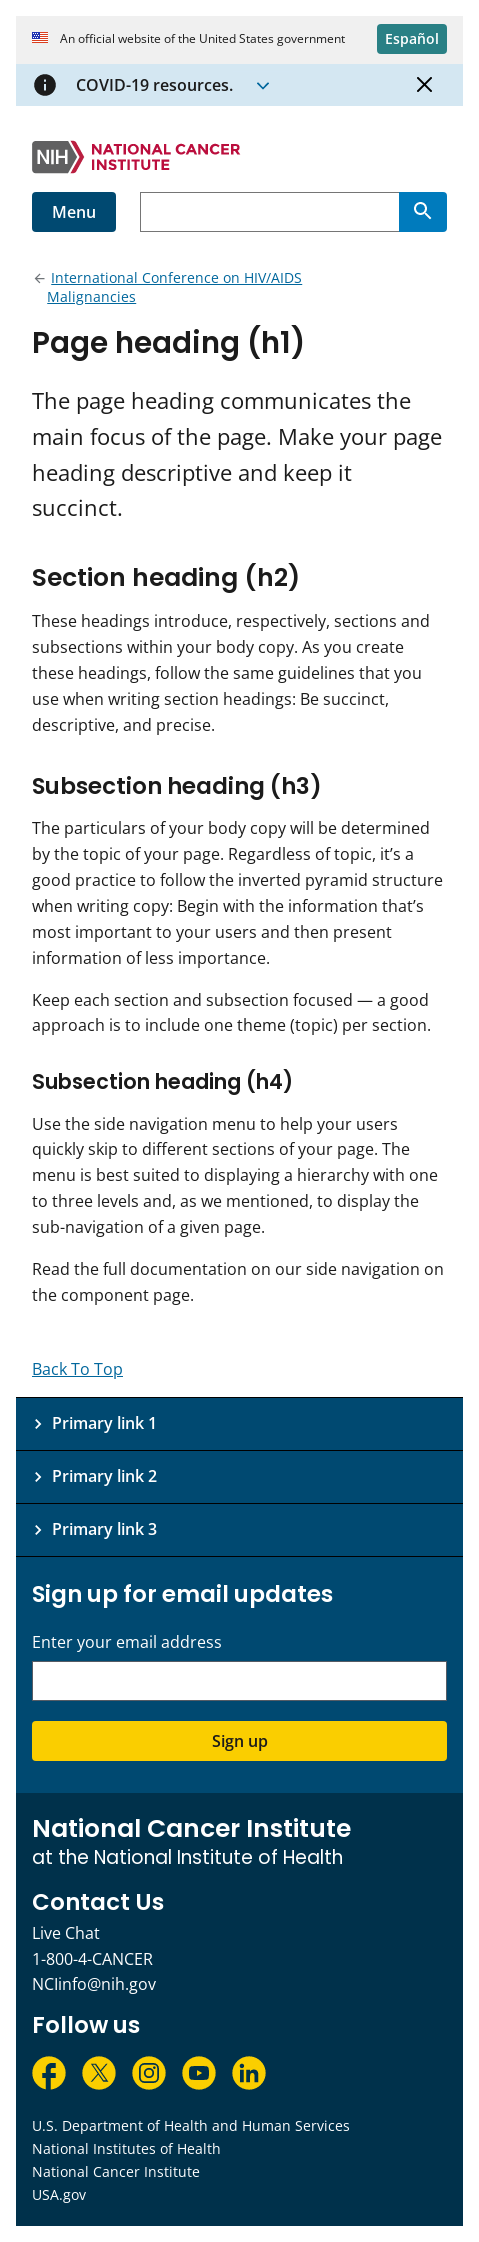 An official website of the United States government
Español
COVID-19 resources.
NIH NATIONAL CANCER
INSTITUTE
Menu
International Conference on HIV/AIDS
Malignancies
Page heading (h1)
The page heading communicates the
main focus of the page. Make your page
heading descriptive and keep it
succinct.
Section heading (h2)
These headings introduce, respectively, sections and
subsections within your body copy. As you create
these headings, follow the same guidelines that you
use when writing section headings: Be succinct,
descriptive, and precise.
Subsection heading (h3)
The particulars of your body copy will be determined
by the topic of your page. Regardless of topic, it’s a
good practice to follow the inverted pyramid structure
when writing copy: Begin with the information that’s
most important to your users and then present
information of less importance.
Keep each section and subsection focused — a good
approach is to include one theme (topic) per section.
Subsection heading (h4)
Use the side navigation menu to help your users
quickly skip to different sections of your page. The
menu is best suited to displaying a hierarchy with one
to three levels and, as we mentioned, to display the
sub-navigation of a given page.
Read the full documentation on our side navigation on
the component page.
Back To Top
Primary link 1
Primary link 2
Primary link 3
Sign up for email updates
Enter your email address
Sign up
National Cancer Institute
at the National Institute of Health
Contact Us
Live Chat
1-800-4-CANCER
NCIinfo@nih.gov
Follow us
U.S. Department of Health and Human Services
National Institutes of Health
National Cancer Institute
USA.gov